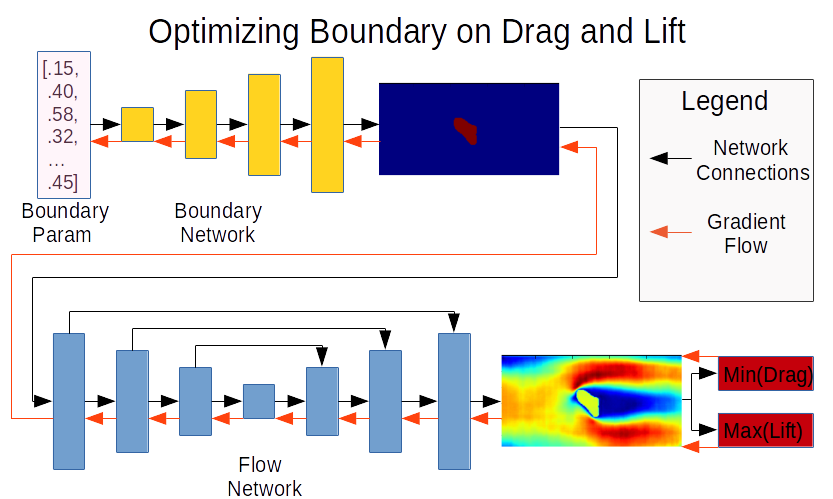 Optimizing Boundary on Drag and Lift
[.15,
.40,
.58,
.32,
...
.45]
Boundary
Param
Boundary
Network
Legend
Network
Connections
Gradient
Flow
Min(Drag)
Max(Lift)
Flow
Network